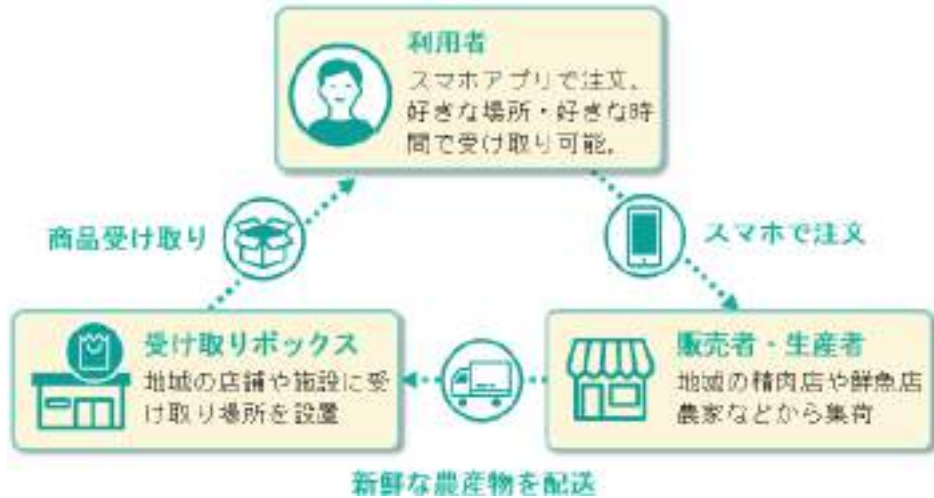 利用者
スマホアプリで注文。
好きな場所・好きな時
間で受け取り可能。
商品受け取り
スマホで注文
受け取りボックス
地域の店舗や施設に受
け取り場所を設置
販売者・生産者
地域の精肉店や鮮魚店
農家などから集荷
新鮮な農産物を配送